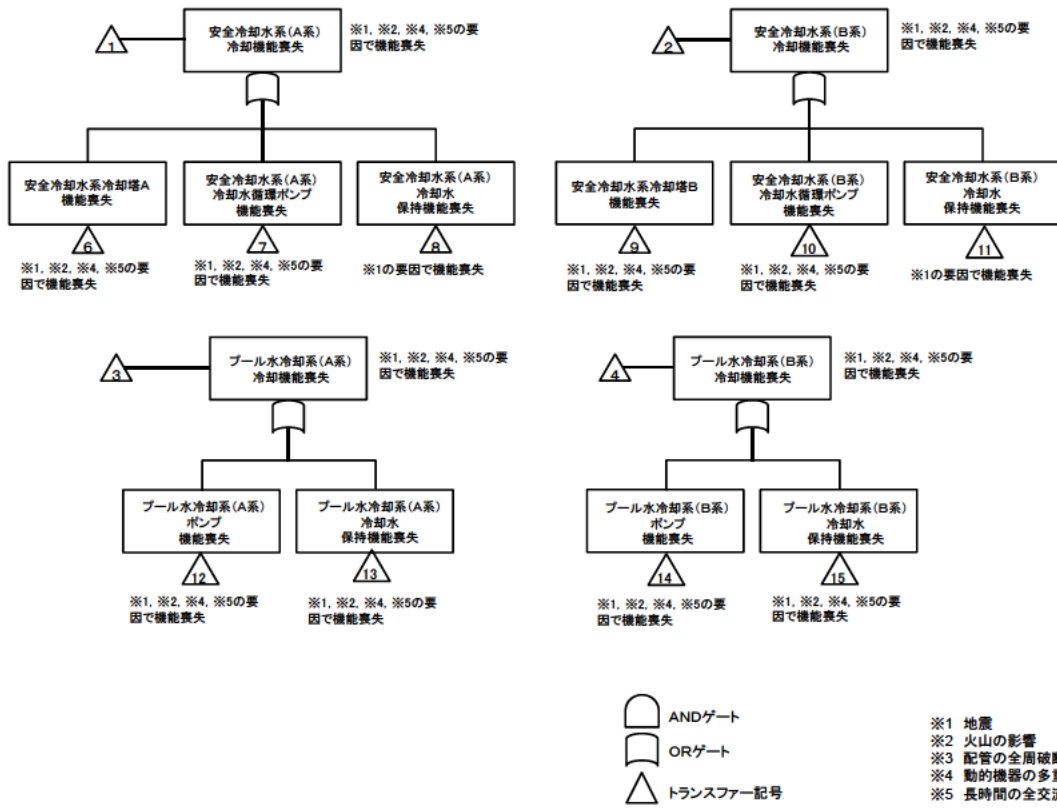 1
安全冷却水系(A系)
冷却機能喪失
※1, ※2, ※4, ※5の要
因で機能喪失
2
安全冷却水系(B系)
冷却機能喪失
※1, ※2, ※4, ※5の要
因で機能喪失
安全冷却水系冷却塔A
機能喪失
6
※1, ※2, ※4, ※5の要
因で機能喪失
安全冷却水系(A系)
冷却水循環ポンプ
機能喪失
7
※1, ※2, ※4, ※5の要
因で機能喪失
安全冷却水系(A系)
冷却水
保持機能喪失
8
※1の要因で機能喪失
安全冷却水系冷却塔B
機能喪失
9
※1, ※2, ※4, ※5の要
因で機能喪失
安全冷却水系(B系)
冷却水循環ポンプ
機能喪失
10
※1, ※2, ※4, ※5の要
因で機能喪失
安全冷却水系(B系)
冷却水
保持機能喪失
11
※1の要因で機能喪失
3
プール水冷却系(A系)
冷却機能喪失
※1, ※2, ※4, ※5の要
因で機能喪失
4
プール水冷却系(B系)
冷却機能喪失
※1, ※2, ※4, ※5の要
因で機能喪失
プール水冷却系(A系)
ポンプ
機能喪失
12
※1, ※2, ※4, ※5の要
因で機能喪失
プール水冷却系(A系)
冷却水
保持機能喪失
13
※1, ※2, ※4, ※5の要
因で機能喪失
プール水冷却系(B系)
ポンプ
機能喪失
14
※1, ※2, ※4, ※5の要
因で機能喪失
プール水冷却系(B系)
冷却水
保持機能喪失
15
※1, ※2, ※4, ※5の要
因で機能喪失
ANDゲート
ORゲート
トランスファー記号
※1 地震
※2 火山の影響
※3 配管の全周破
※4 動的機器の多重
※5 長時間の全交